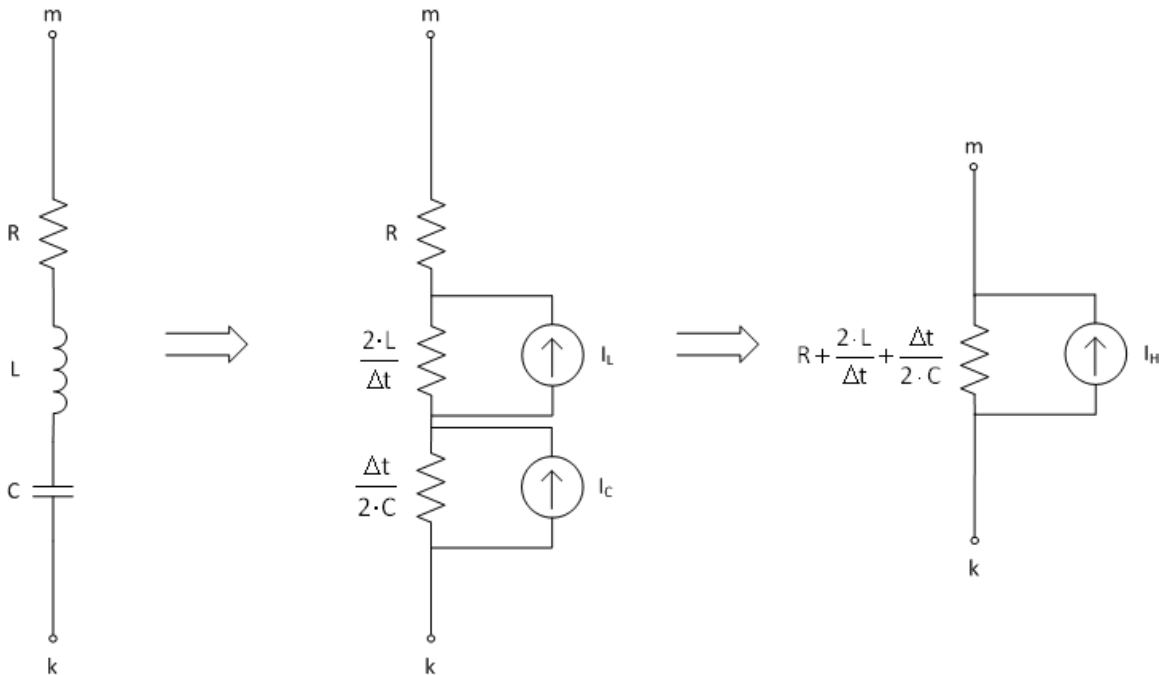 m
R
L
C
k
m
R
2·L
Δt
I_L
Δt
2·C
I_C
k
m
R + 2·L/Δt + Δt/2·C
I_H
k